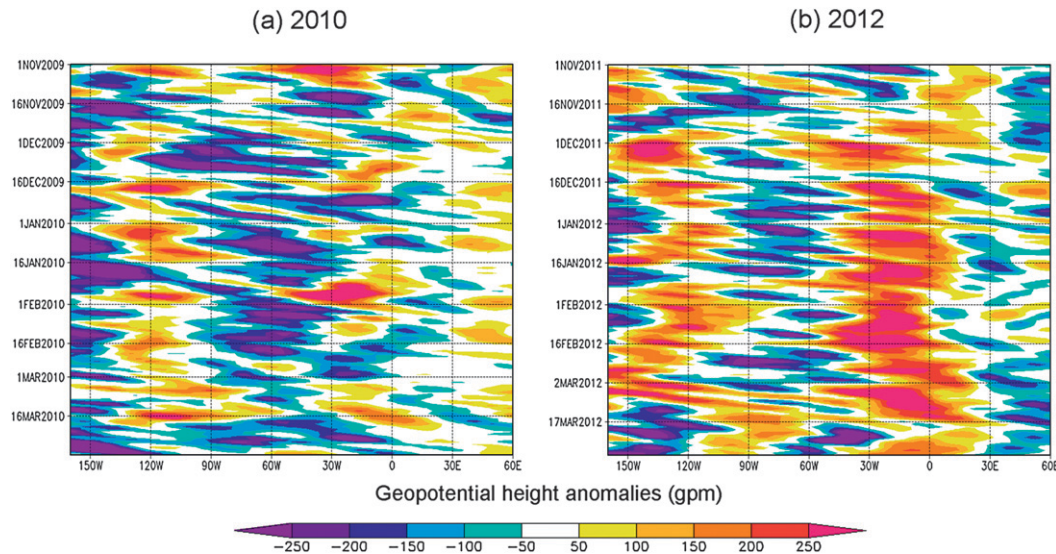 (a) 2010
(b) 2012
1NOV2009
16NOV2009
1DEC2009
16DEC2009
1JAN2010
16JAN2010
1FEB2010
16FEB2010
1MAR2010
16MAR2010
150W 120W 90W 60W 30W 0 30E 60E
1NOV2011
16NOV2011
1DEC2011
16DEC2011
1JAN2012
16JAN2012
1FEB2012
16FEB2012
2MAR2012
17MAR2012
150W 120W 90W 60W 30W 0 30E 60E
Geopotential height anomalies (gpm)
-250 -200 -150 -100 -50 50 100 150 200 250